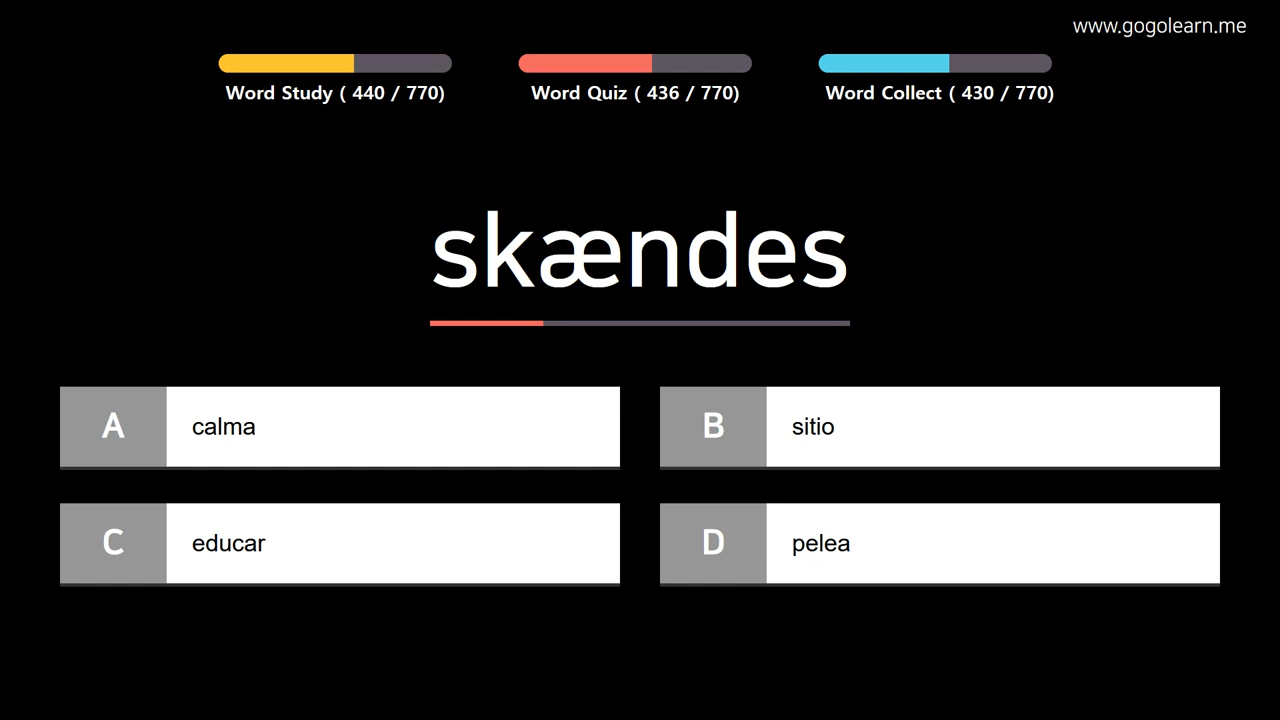 www.gogolearn.me
Word Study ( 440 / 770)
Word Quiz ( 436 / 770)
Word Collect ( 430 / 770)
skændes
A calma
B sitio
C educar
D pelea